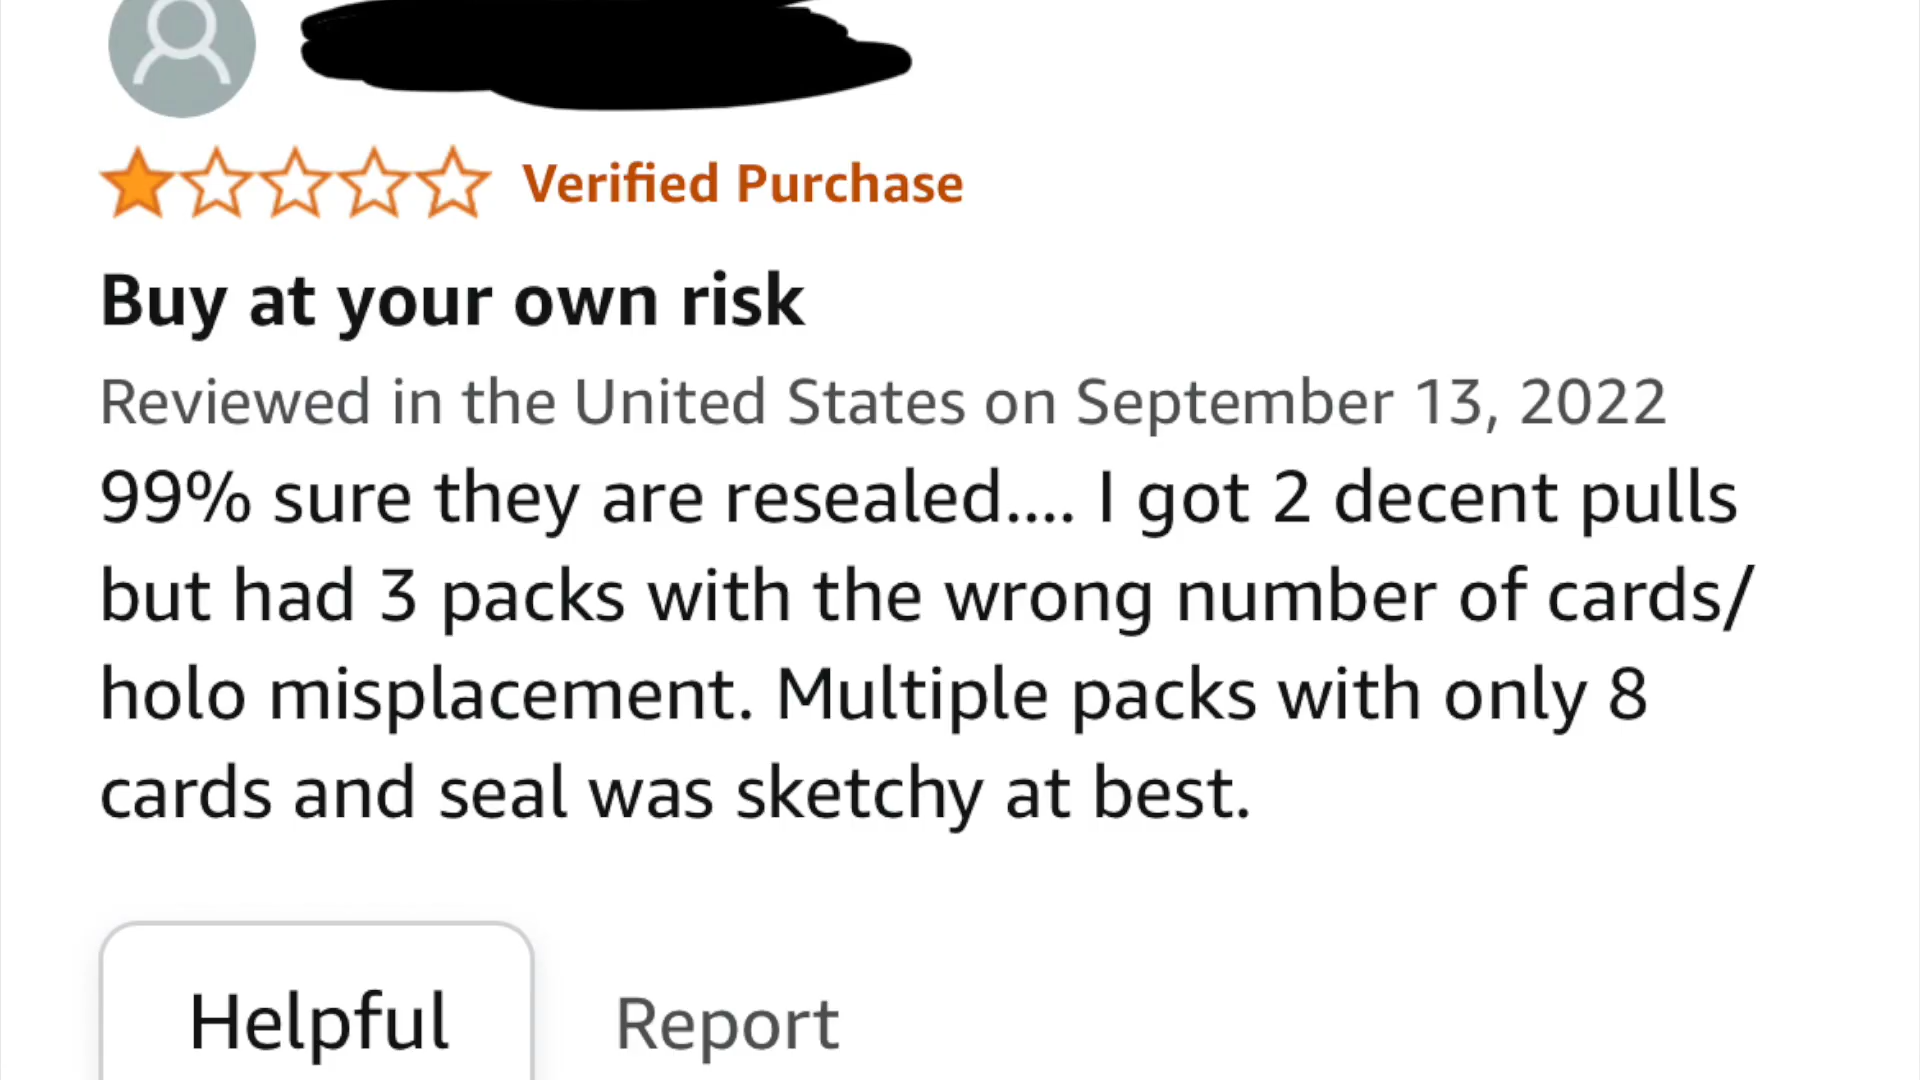 Verified Purchase
Buy at your own risk
Reviewed in the United States on September 13, 2022
99% sure they are resealed.... I got 2 decent pulls
but had 3 packs with the wrong number of cards/
holo misplacement. Multiple packs with only 8
cards and seal was sketchy at best.
Helpful
Report